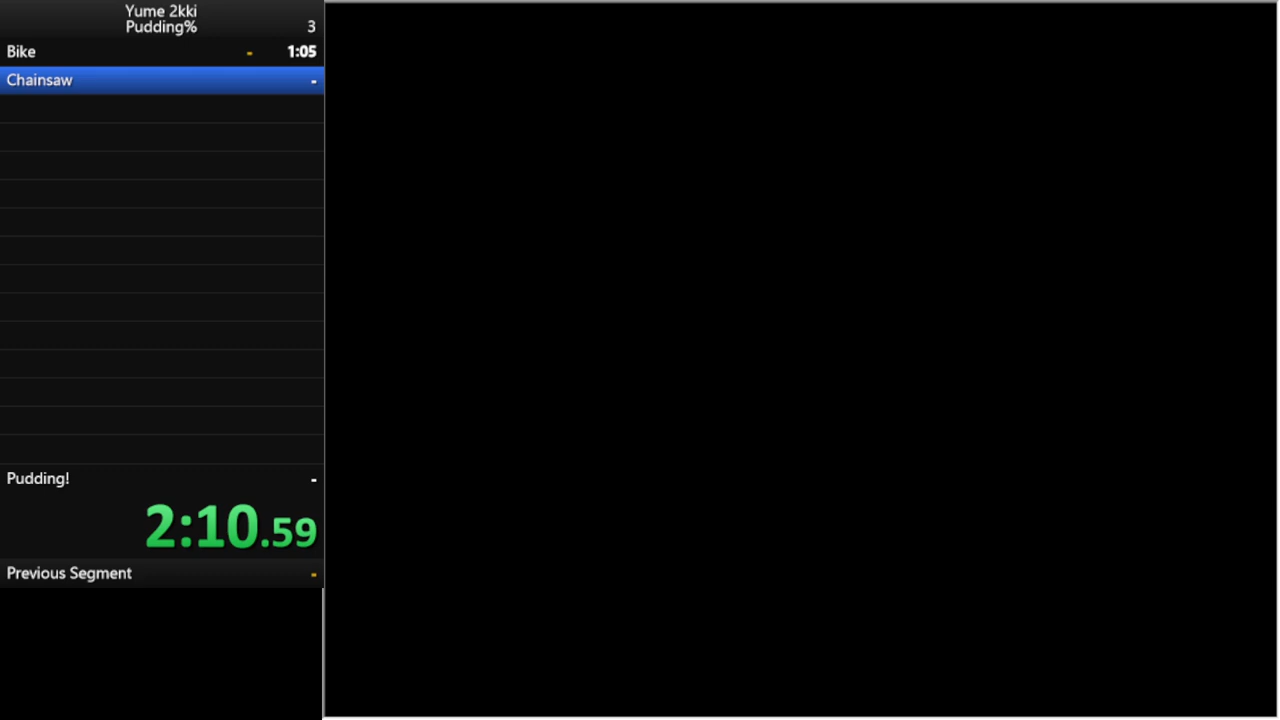 Yume 2kki
Pudding% 3
Bike - 1:05
Chainsaw -
Pudding! -
2:10.59
Previous Segment -